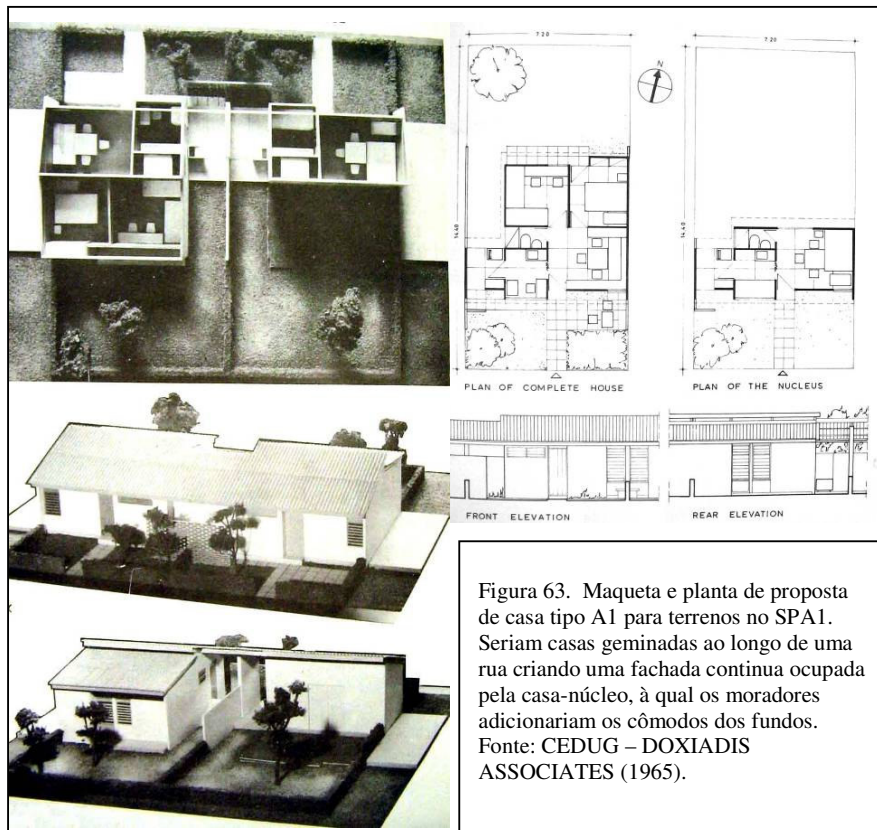 7.20
7.20
14.40
14.40
N
PLAN OF COMPLETE HOUSE
PLAN OF THE NUCLEUS
FRONT ELEVATION
REAR ELEVATION
Figura 63. Maqueta e planta de proposta
de casa tipo A1 para terrenos no SPA1.
Seriam casas geminadas ao longo de uma
rua criando uma fachada continua ocupada
pela casa-núcleo, à qual os moradores
adicionariam os cômodos dos fundos.
Fonte: CEDUG – DOXIADIS
ASSOCIATES (1965).